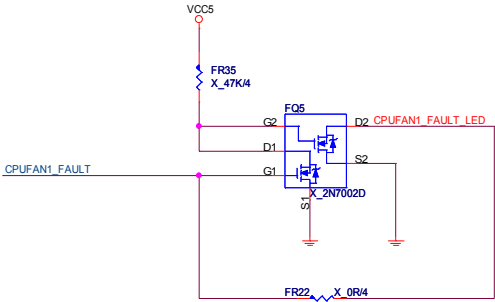 VCC5
FR35
X_47K/4
FQ5
G2
D2
CPUFAN1_FAULT_LED
D1
CPUFAN1_FAULT
G1
S2
X_2N7002D
S1
FR22
X_0R/4